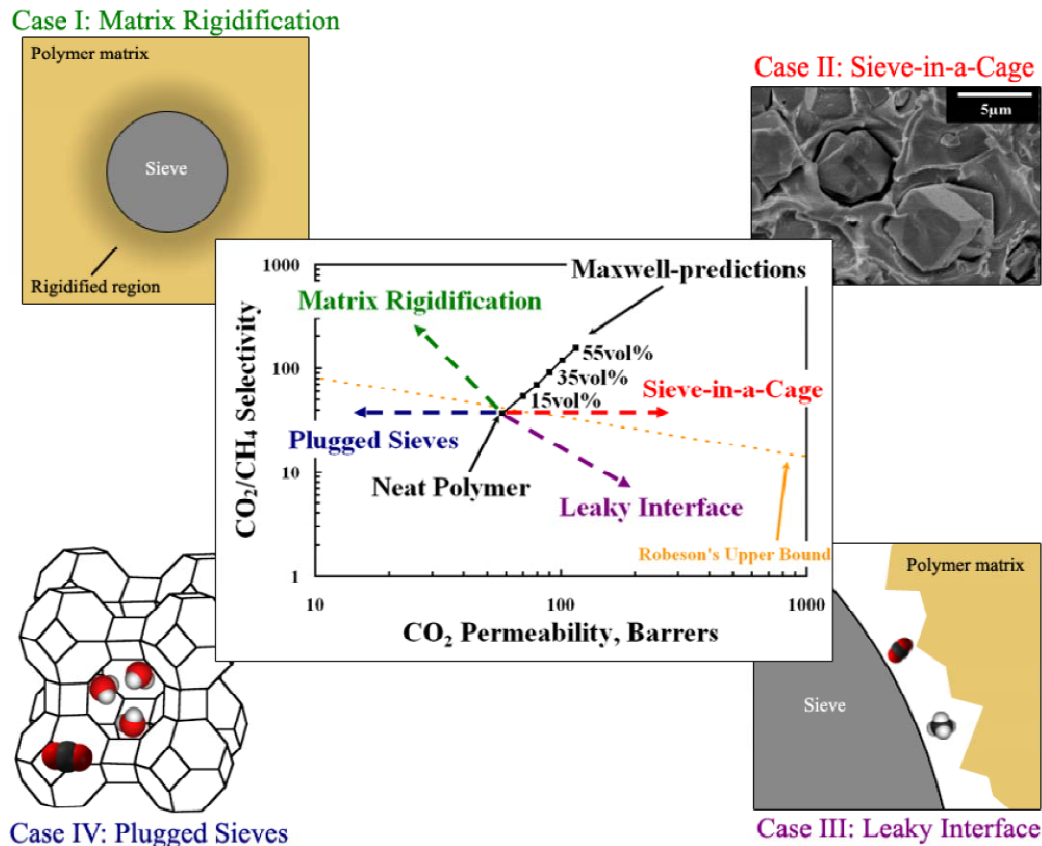 Case I: Matrix Rigidification
Polymer matrix
Sieve
Rigidified region
Case II: Sieve-in-a-Cage
5µm
1000
Maxwell-predictions
Matrix Rigidification
CO₂/CH₄ Selectivity
100
55vol%
35vol%
Sieve-in-a-Cage
15vol%
Plugged Sieves
10
Neat Polymer
Leaky Interface
Robeson's Upper Bound
1
10
100
1000
CO₂ Permeability, Barrers
Polymer matrix
Sieve
Case IV: Plugged Sieves
Case III: Leaky Interface